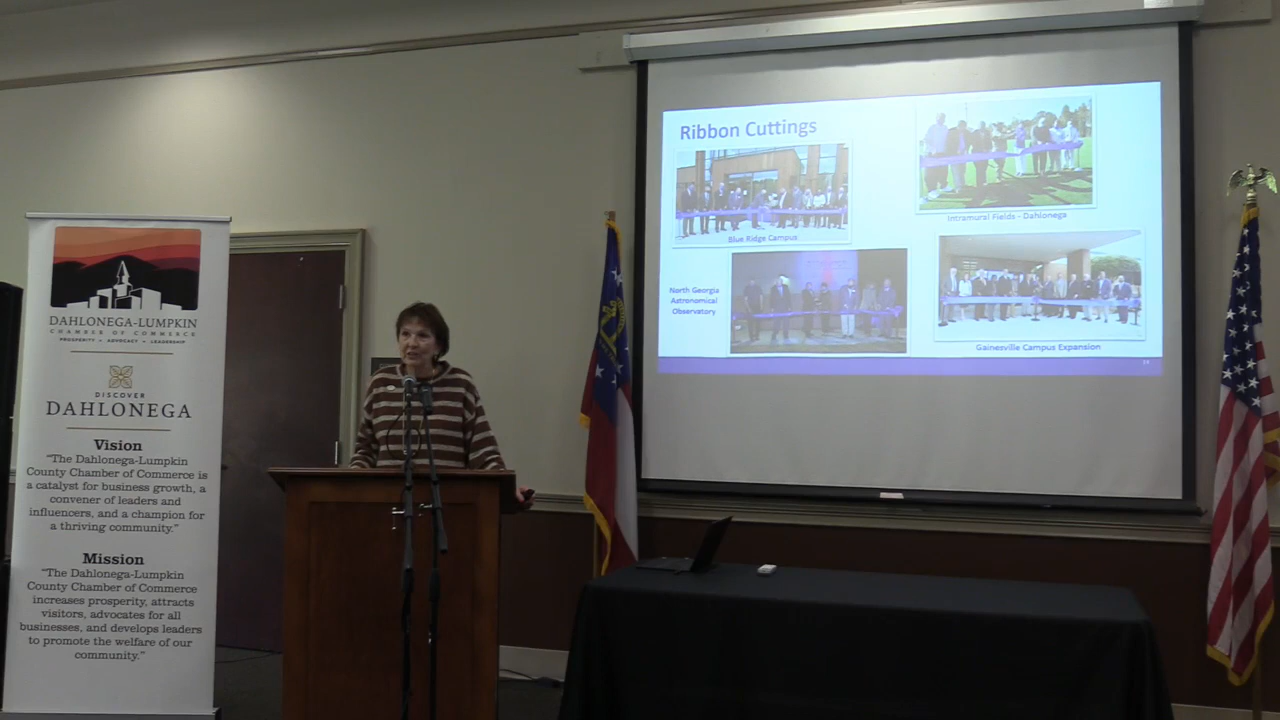 DAHLONEGA-LUMPKIN
CHAMBER OF COMMERCE
PROSPERITY • ADVOCACY • LEADERSHIP
DISCOVER
DAHLONEGA
Vision
"The Dahlonega-Lumpkin
County Chamber of Commerce is
a catalyst for business growth, a
convener of leaders and
influencers, and a champion for
a thriving community."
Mission
"The Dahlonega-Lumpkin
County Chamber of Commerce
increases prosperity, attracts
visitors, advocates for all
businesses, and develops leaders
to promote the welfare of our
community."
Ribbon Cuttings
Blue Ridge Campus
Intramural Fields - Dahlonega
North Georgia
Astronomical
Observatory
Gainesville Campus Expansion